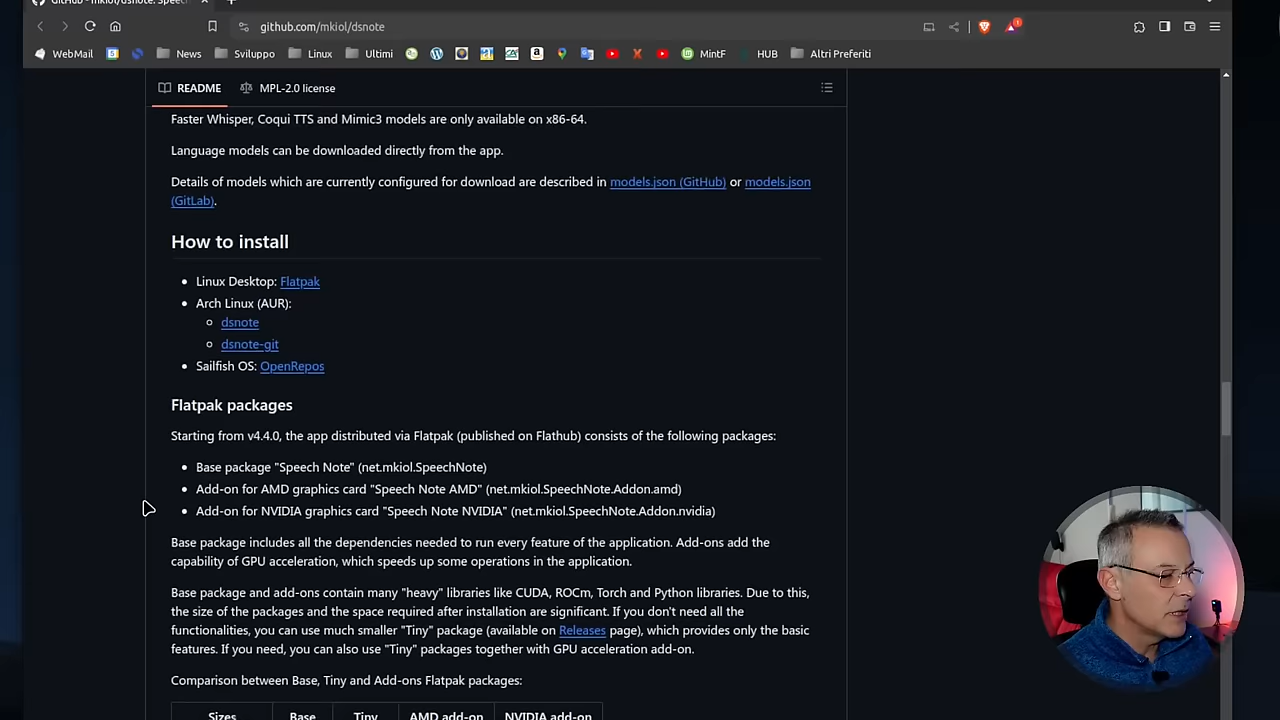 GitHub - mkiol/dsnote: Speech
github.com/mkiol/dsnote
WebMail
News
Sviluppo
Linux
Ultimi
MintF
HUB
Altri Preferiti
README
MPL-2.0 license
Faster Whisper, Coqui TTS and Mimic3 models are only available on x86-64.
Language models can be downloaded directly from the app.
Details of models which are currently configured for download are described in models.json (GitHub) or models.json
(GitLab).
How to install
• Linux Desktop: Flatpak
• Arch Linux (AUR):
○ dsnote
○ dsnote-git
• Sailfish OS: OpenRepos
Flatpak packages
Starting from v4.4.0, the app distributed via Flatpak (published on Flathub) consists of the following packages:
• Base package "Speech Note" (net.mkiol.SpeechNote)
• Add-on for AMD graphics card "Speech Note AMD" (net.mkiol.SpeechNote.Addon.amd)
• Add-on for NVIDIA graphics card "Speech Note NVIDIA" (net.mkiol.SpeechNote.Addon.nvidia)
Base package includes all the dependencies needed to run every feature of the application. Add-ons add the
capability of GPU acceleration, which speeds up some operations in the application.
Base package and add-ons contain many "heavy" libraries like CUDA, ROCm, Torch and Python libraries. Due to this,
the size of the packages and the space required after installation are significant. If you don't need all the
functionalities, you can use much smaller "Tiny" package (available on Releases page), which provides only the basic
features. If you need, you can also use "Tiny" packages together with GPU acceleration add-on.
Comparison between Base, Tiny and Add-ons Flatpak packages:
Sizes Base Tiny AMD add-on NVIDIA add-on